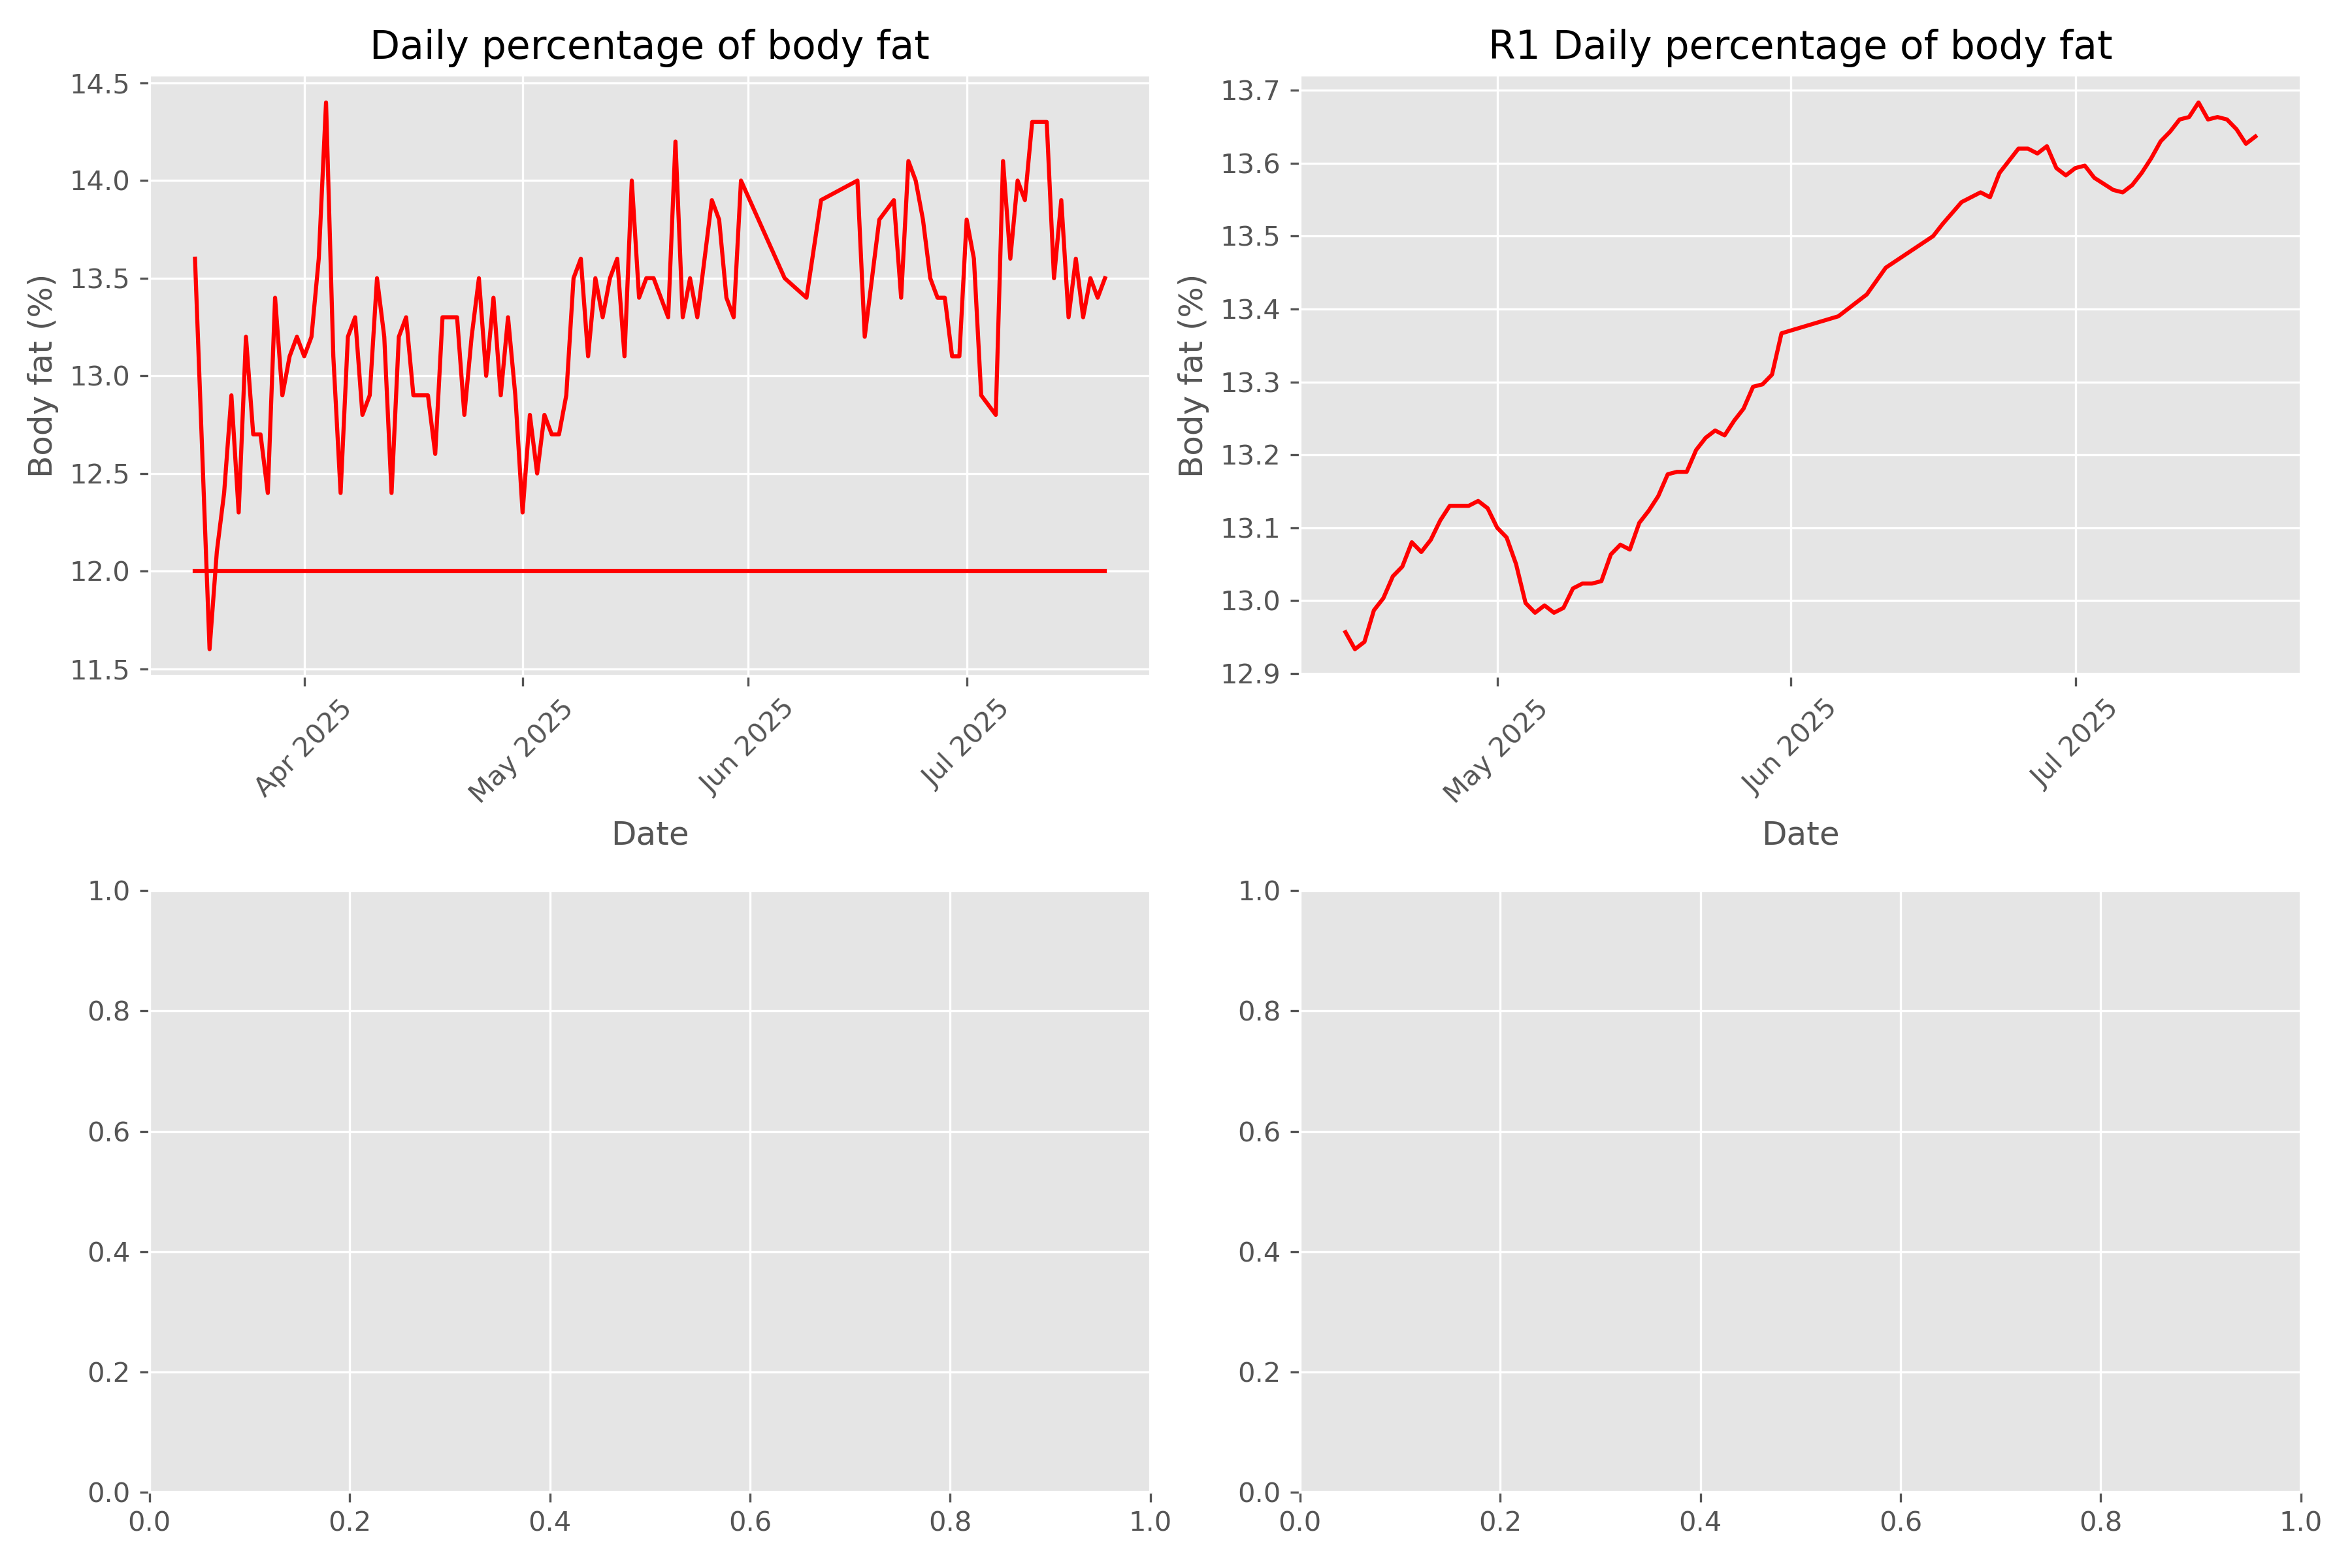 Daily percentage of body fat
14.5
14.0
13.5
13.0
12.5
12.0
11.5
Body fat (%)
Apr 2025
May 2025
Jun 2025
Jul 2025
Date
R1 Daily percentage of body fat
13.7
13.6
13.5
13.4
13.3
13.2
13.1
13.0
12.9
Body fat (%)
May 2025
Jun 2025
Jul 2025
Date
1.0
0.8
0.6
0.4
0.2
0.0
0.0 0.2 0.4 0.6 0.8 1.0
1.0
0.8
0.6
0.4
0.2
0.0
0.0 0.2 0.4 0.6 0.8 1.0